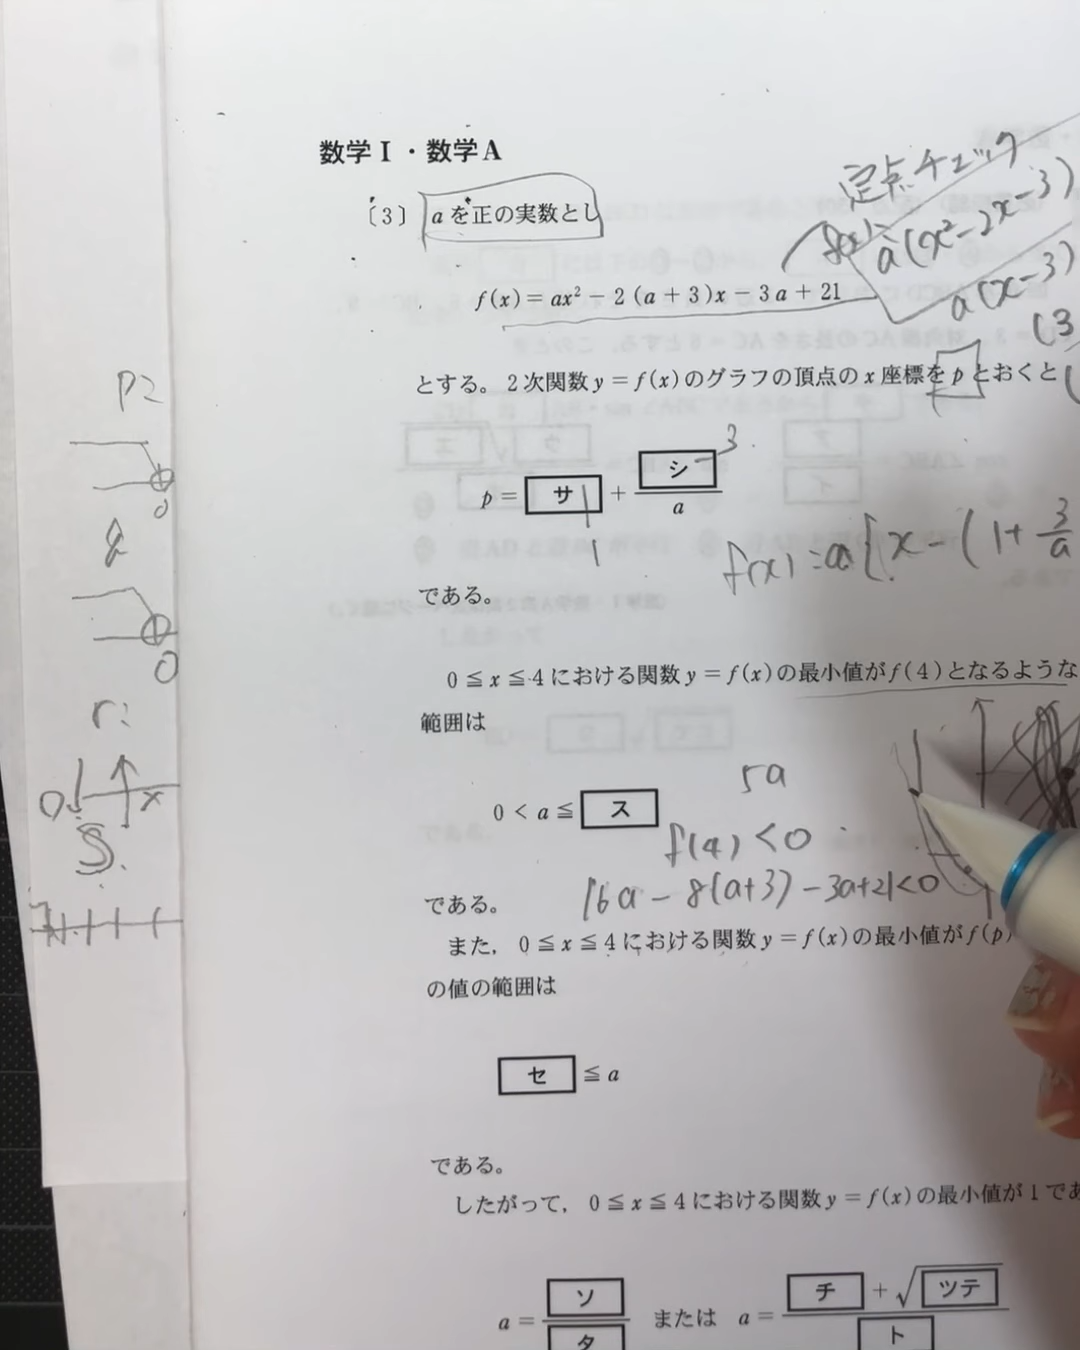 数学Ⅰ・数学A
〔3〕 aを正の実数とし
定点チェック
f(x)=
a(x²−2x−3)
f(x) = ax² − 2(a + 3)x − 3a + 21
a(x−3)
(3
とする。2次関数 y = f(x) のグラフの頂点の x 座標を p とおくと
p = サ + シ/a
3
1
f(x) = a{x − (1 + 3/a
である。
0 ≦ x ≦ 4 における関数 y = f(x) の最小値が f(4) となるような
範囲は
5a
0 < a ≦ ス
f(4) < 0
16a − 8(a+3) − 3a+21<0
である。
また，0 ≦ x ≦ 4 における関数 y = f(x) の最小値が f(p)
の値の範囲は
セ ≦ a
である。
したがって，0 ≦ x ≦ 4 における関数 y = f(x) の最小値が 1 であ
a = ソ/タ または a = チ + √ツテ/ト
P:
0
q
0
r:
0 x
S.